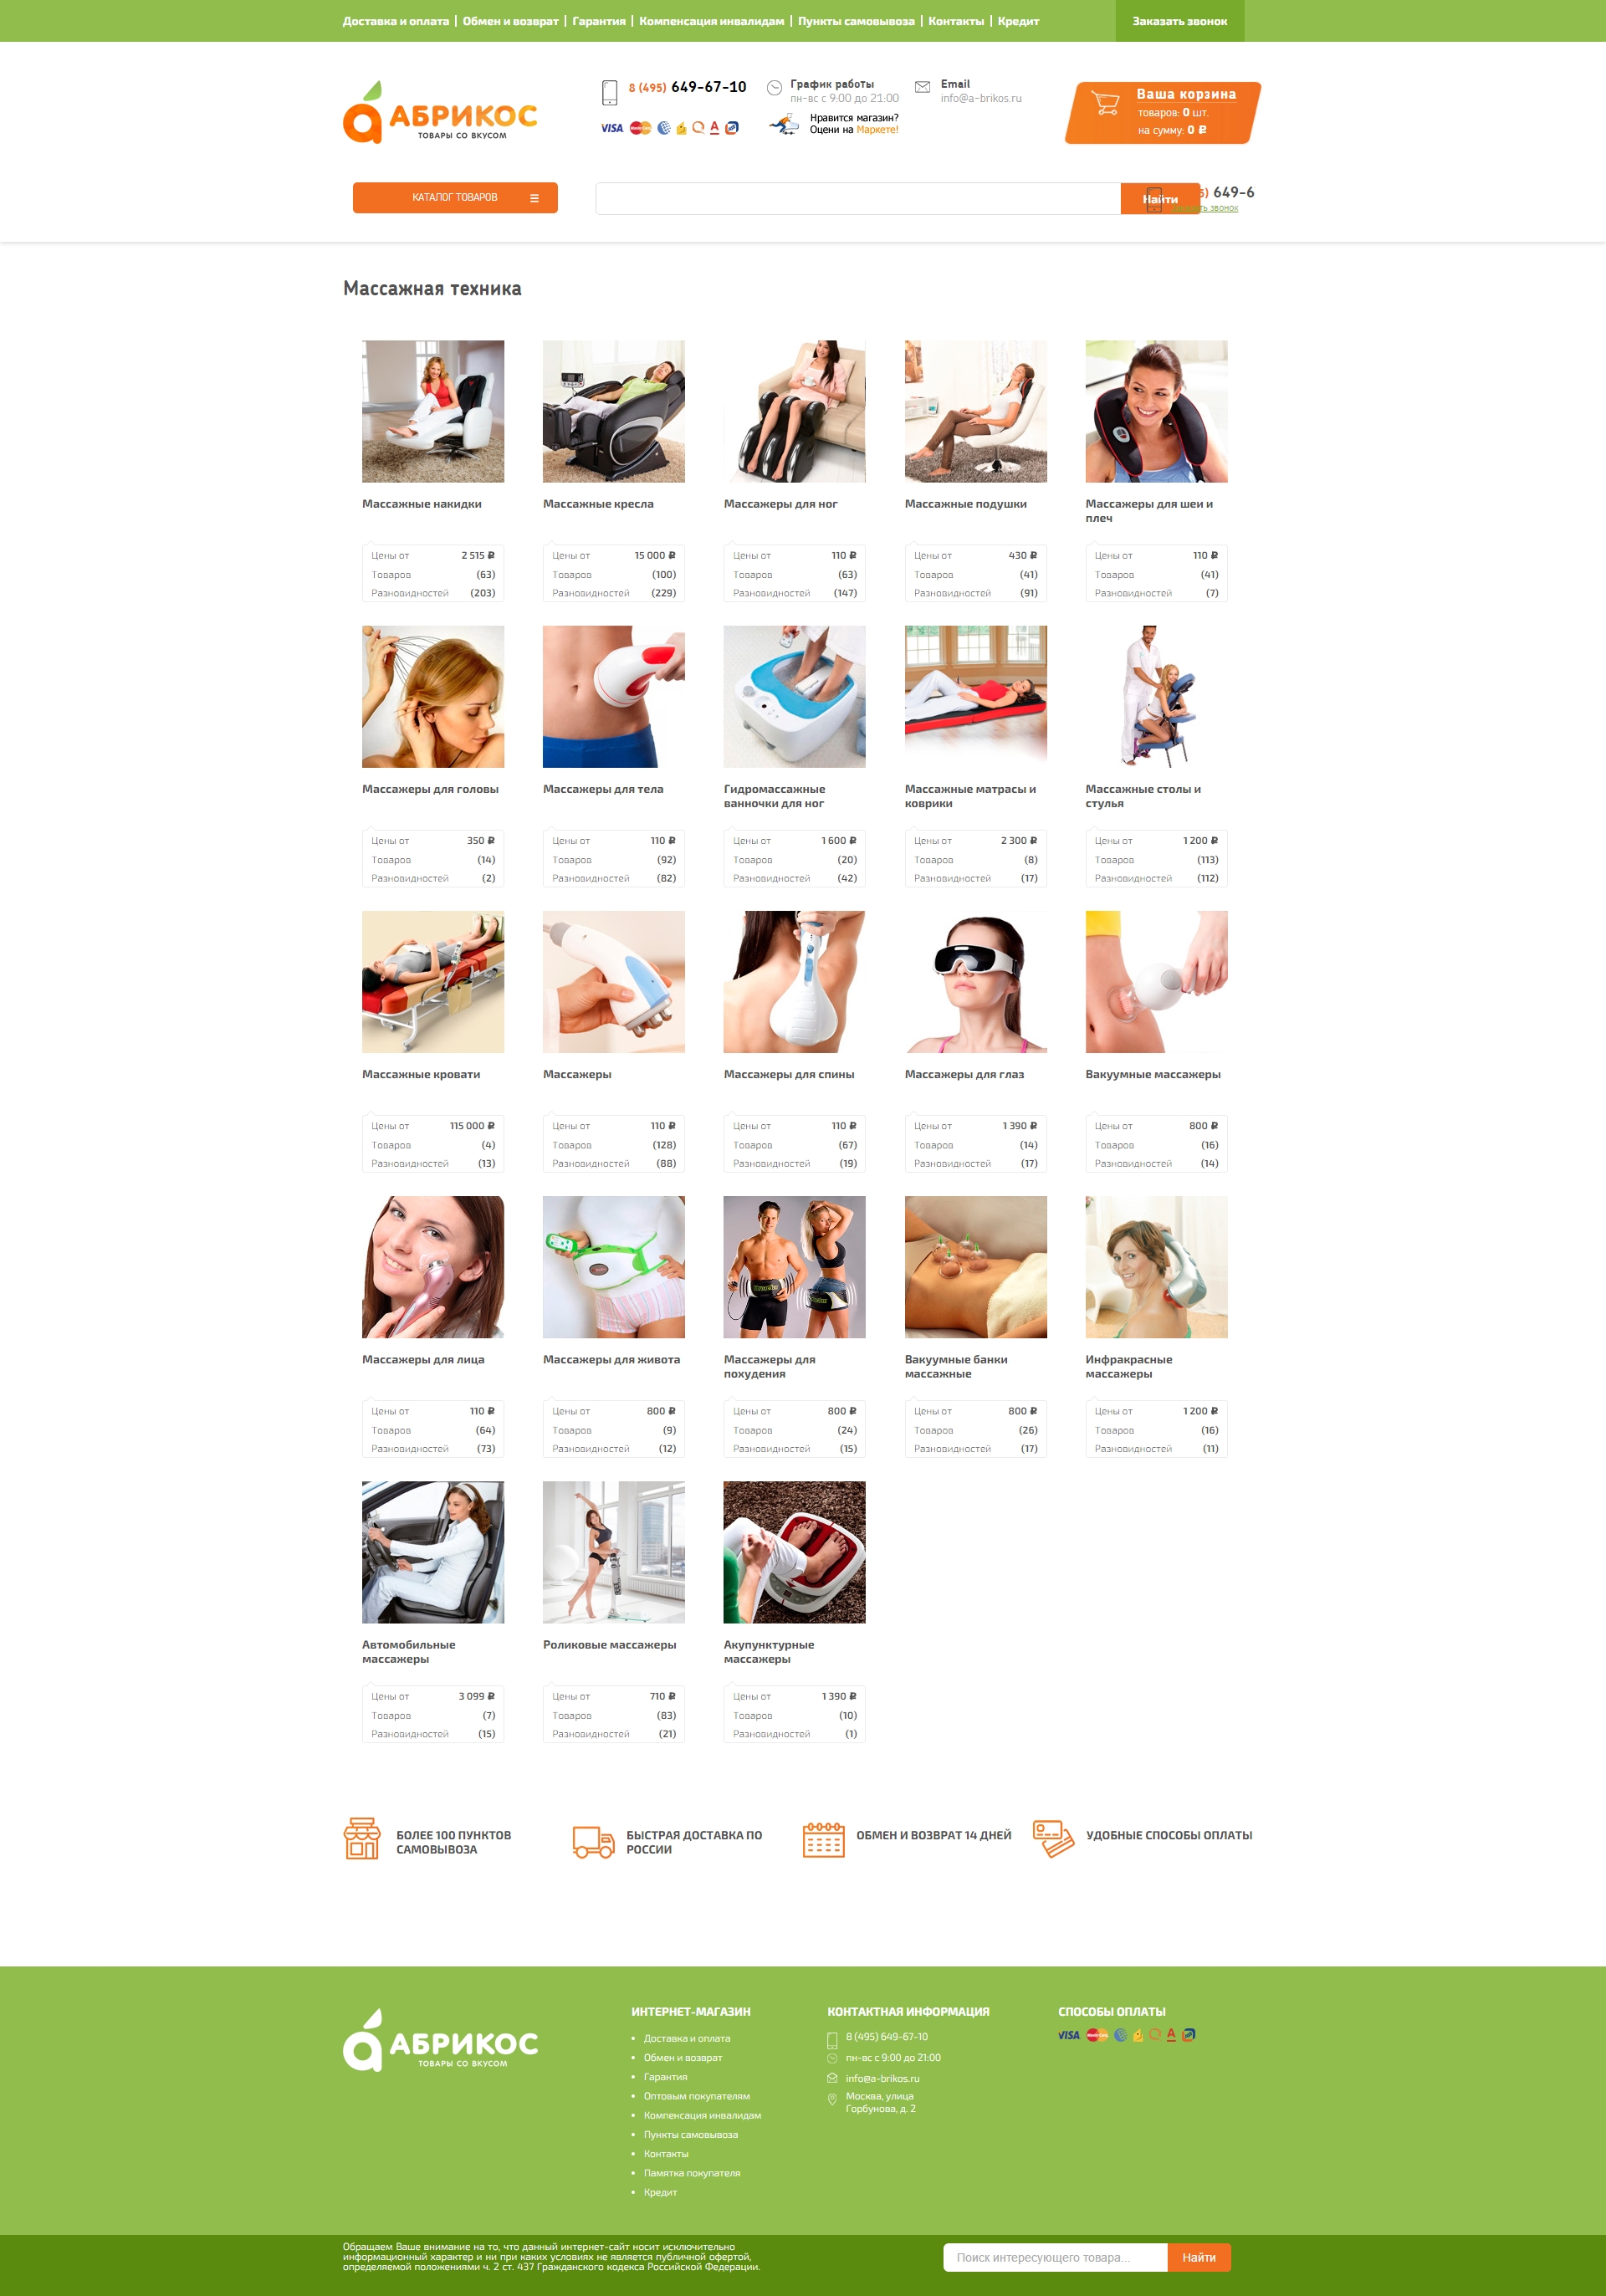 Доставка и оплата | Обмен и возврат | Гарантия | Компенсация инвалидам | Пункты самовывоза | Контакты | Кредит
Заказать звонок
АБРИКОС
ТОВАРЫ СО ВКУСОМ
8 (495) 649-67-10
График работы
пн-вс с 9:00 до 21:00
Email
info@a-brikos.ru
VISA
Нравится магазин?
Оцени на Маркете!
Ваша корзина
товаров: 0 шт.
на сумму: 0 ₽
КАТАЛОГ ТОВАРОВ
Найти
5) 649-6
звонок
Массажная техника
Массажные накидки
Массажные кресла
Массажеры для ног
Массажные подушки
Массажеры для шеи и
плеч
Цены от 2 515 ₽
Товаров (63)
Разновидностей (203)
Цены от 15 000 ₽
Товаров (100)
Разновидностей (229)
Цены от 110 ₽
Товаров (63)
Разновидностей (147)
Цены от 430 ₽
Товаров (41)
Разновидностей (91)
Цены от 110 ₽
Товаров (41)
Разновидностей (7)
Массажеры для головы
Массажеры для тела
Гидромассажные
ванночки для ног
Массажные матрасы и
коврики
Массажные столы и
стулья
Цены от 350 ₽
Товаров (14)
Разновидностей (2)
Цены от 110 ₽
Товаров (92)
Разновидностей (82)
Цены от 1 600 ₽
Товаров (20)
Разновидностей (42)
Цены от 2 300 ₽
Товаров (8)
Разновидностей (17)
Цены от 1 200 ₽
Товаров (113)
Разновидностей (112)
Массажные кровати
Массажеры
Массажеры для спины
Массажеры для глаз
Вакуумные массажеры
Цены от 115 000 ₽
Товаров (4)
Разновидностей (13)
Цены от 110 ₽
Товаров (128)
Разновидностей (88)
Цены от 110 ₽
Товаров (67)
Разновидностей (19)
Цены от 1 390 ₽
Товаров (14)
Разновидностей (17)
Цены от 800 ₽
Товаров (16)
Разновидностей (14)
Массажеры для лица
Массажеры для живота
Массажеры для
похудения
Вакуумные банки
массажные
Инфракрасные
массажеры
Цены от 110 ₽
Товаров (64)
Разновидностей (73)
Цены от 800 ₽
Товаров (9)
Разновидностей (12)
Цены от 800 ₽
Товаров (24)
Разновидностей (15)
Цены от 800 ₽
Товаров (26)
Разновидностей (17)
Цены от 1 200 ₽
Товаров (16)
Разновидностей (11)
Автомобильные
массажеры
Роликовые массажеры
Акупунктурные
массажеры
Цены от 3 099 ₽
Товаров (7)
Разновидностей (15)
Цены от 710 ₽
Товаров (83)
Разновидностей (21)
Цены от 1 390 ₽
Товаров (10)
Разновидностей (1)
БОЛЕЕ 100 ПУНКТОВ
САМОВЫВОЗА
БЫСТРАЯ ДОСТАВКА ПО
РОССИИ
ОБМЕН И ВОЗВРАТ 14 ДНЕЙ
УДОБНЫЕ СПОСОБЫ ОПЛАТЫ
АБРИКОС
ТОВАРЫ СО ВКУСОМ
ИНТЕРНЕТ-МАГАЗИН
Доставка и оплата
Обмен и возврат
Гарантия
Оптовым покупателям
Компенсация инвалидам
Пункты самовывоза
Контакты
Памятка покупателя
Кредит
КОНТАКТНАЯ ИНФОРМАЦИЯ
8 (495) 649-67-10
пн-вс с 9:00 до 21:00
info@a-brikos.ru
Москва, улица
Горбунова, д. 2
СПОСОБЫ ОПЛАТЫ
VISA
Обращаем Ваше внимание на то, что данный интернет-сайт носит исключительно
информационный характер и ни при каких условиях не является публичной офертой,
определяемой положениями ч. 2 ст. 437 Гражданского кодекса Российской Федерации.
Поиск интересующего товара...
Найти